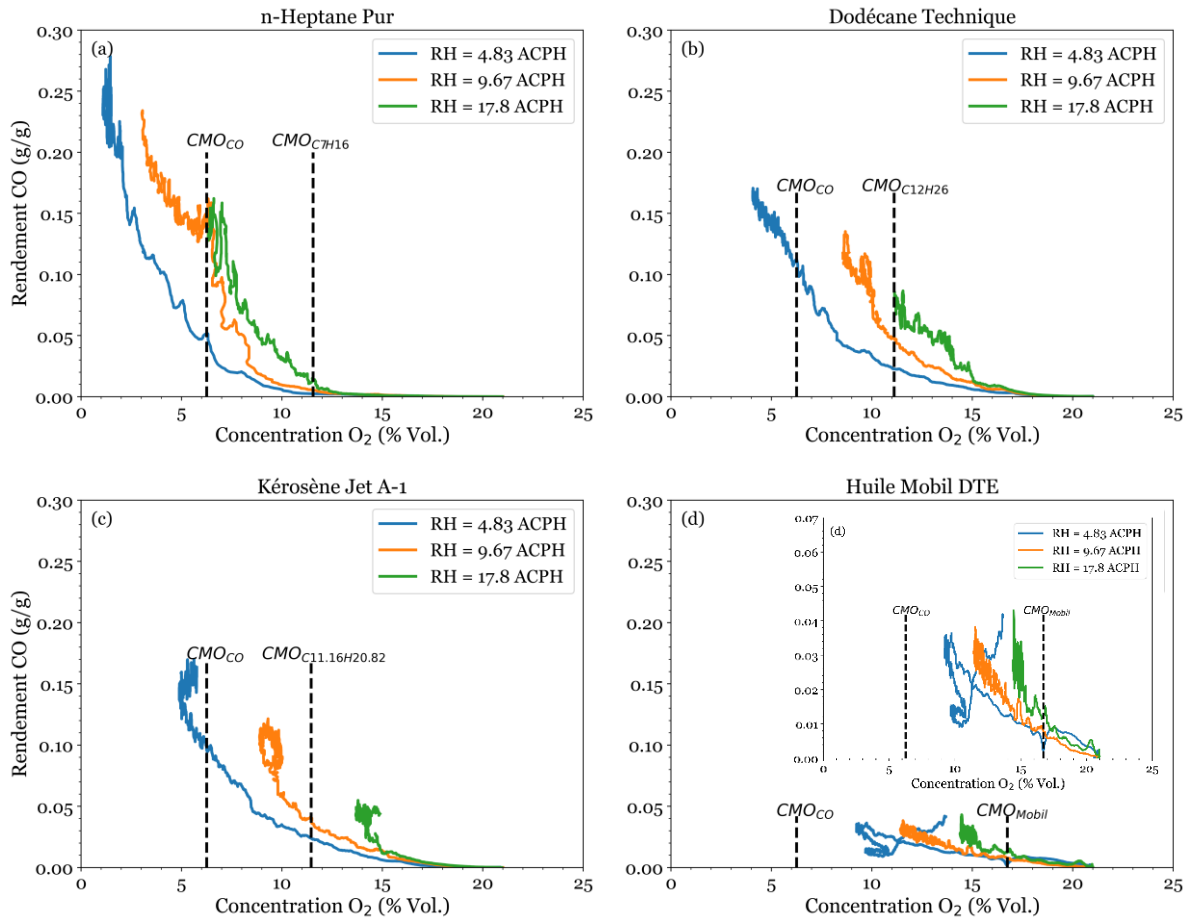 n-Heptane Pur
(a)
RH = 4.83 ACPH
RH = 9.67 ACPH
RH = 17.8 ACPH
CMO_CO
CMO_C7H16
Rendement CO (g/g)
0.30
0.25
0.20
0.15
0.10
0.05
0.00
0 5 10 15 20 25
Concentration O₂ (% Vol.)
Dodécane Technique
(b)
RH = 4.83 ACPH
RH = 9.67 ACPH
RH = 17.8 ACPH
CMO_CO
CMO_C12H26
0.30
0.25
0.20
0.15
0.10
0.05
0.00
0 5 10 15 20 25
Concentration O₂ (% Vol.)
Kérosène Jet A-1
(c)
RH = 4.83 ACPH
RH = 9.67 ACPH
RH = 17.8 ACPH
CMO_CO
CMO_C11.16H20.82
Rendement CO (g/g)
0.30
0.25
0.20
0.15
0.10
0.05
0.00
0 5 10 15 20 25
Concentration O₂ (% Vol.)
Huile Mobil DTE
(d)
0.30
0.25
0.20
0.15
0.10
0.05
0.00
0 5 10 15 20 25
Concentration O₂ (% Vol.)
CMO_CO
CMO_Mobil
(d)
RH = 4.83 ACPH
RH = 9.67 ACPH
RH = 17.8 ACPH
CMO_CO
CMO_Mobil
0.07
0.06
0.05
0.04
0.03
0.02
0.01
0.00
0 5 10 15 20 25
Concentration O₂ (% Vol.)